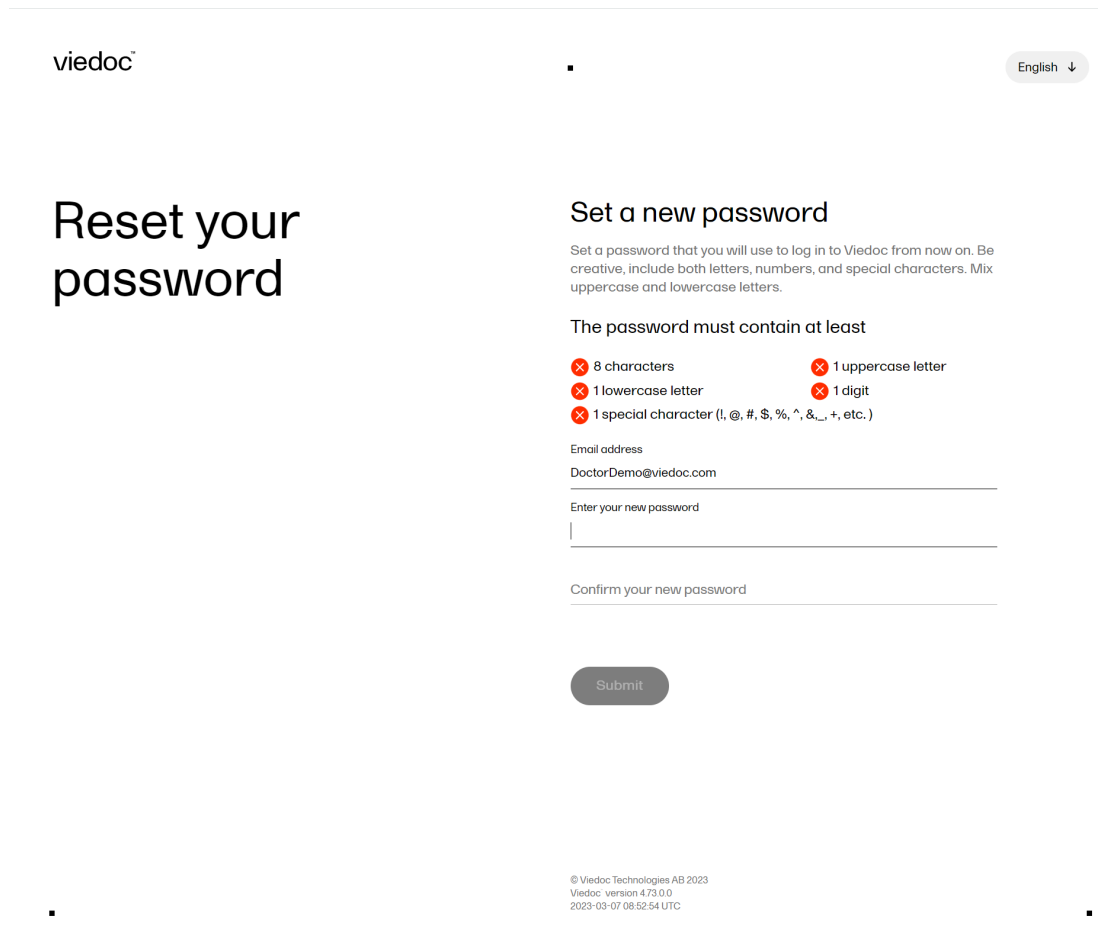 viedoc™
English ↓
Reset your
password
Set a new password
Set a password that you will use to log in to Viedoc from now on. Be
creative, include both letters, numbers, and special characters. Mix
uppercase and lowercase letters.
The password must contain at least
8 characters
1 uppercase letter
1 lowercase letter
1 digit
1 special character (!, @, #, $, %, ^, &,_, +, etc. )
Email address
DoctorDemo@viedoc.com
Enter your new password
Confirm your new password
Submit
© Viedoc Technologies AB 2023
Viedoc version 4.73.0.0
2023-03-07 08:52:54 UTC